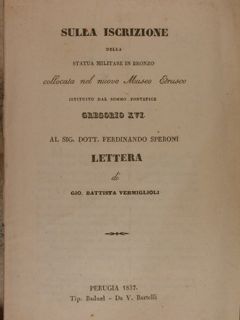 SULLA ISCRIZIONE
DELLA
STATUA MILITARE IN BRONZO
collocata nel nuovo Museo Etrusco
ISTITUITO DAL SOMMO PONTEFICE
GREGORIO XVI
AL SIG. DOTT. FERDINANDO SPERONI
LETTERA
di
GIO. BATTISTA VERMIGLIOLI
PERUGIA 1837.
Tip. Baduel - Da V. Bartelli